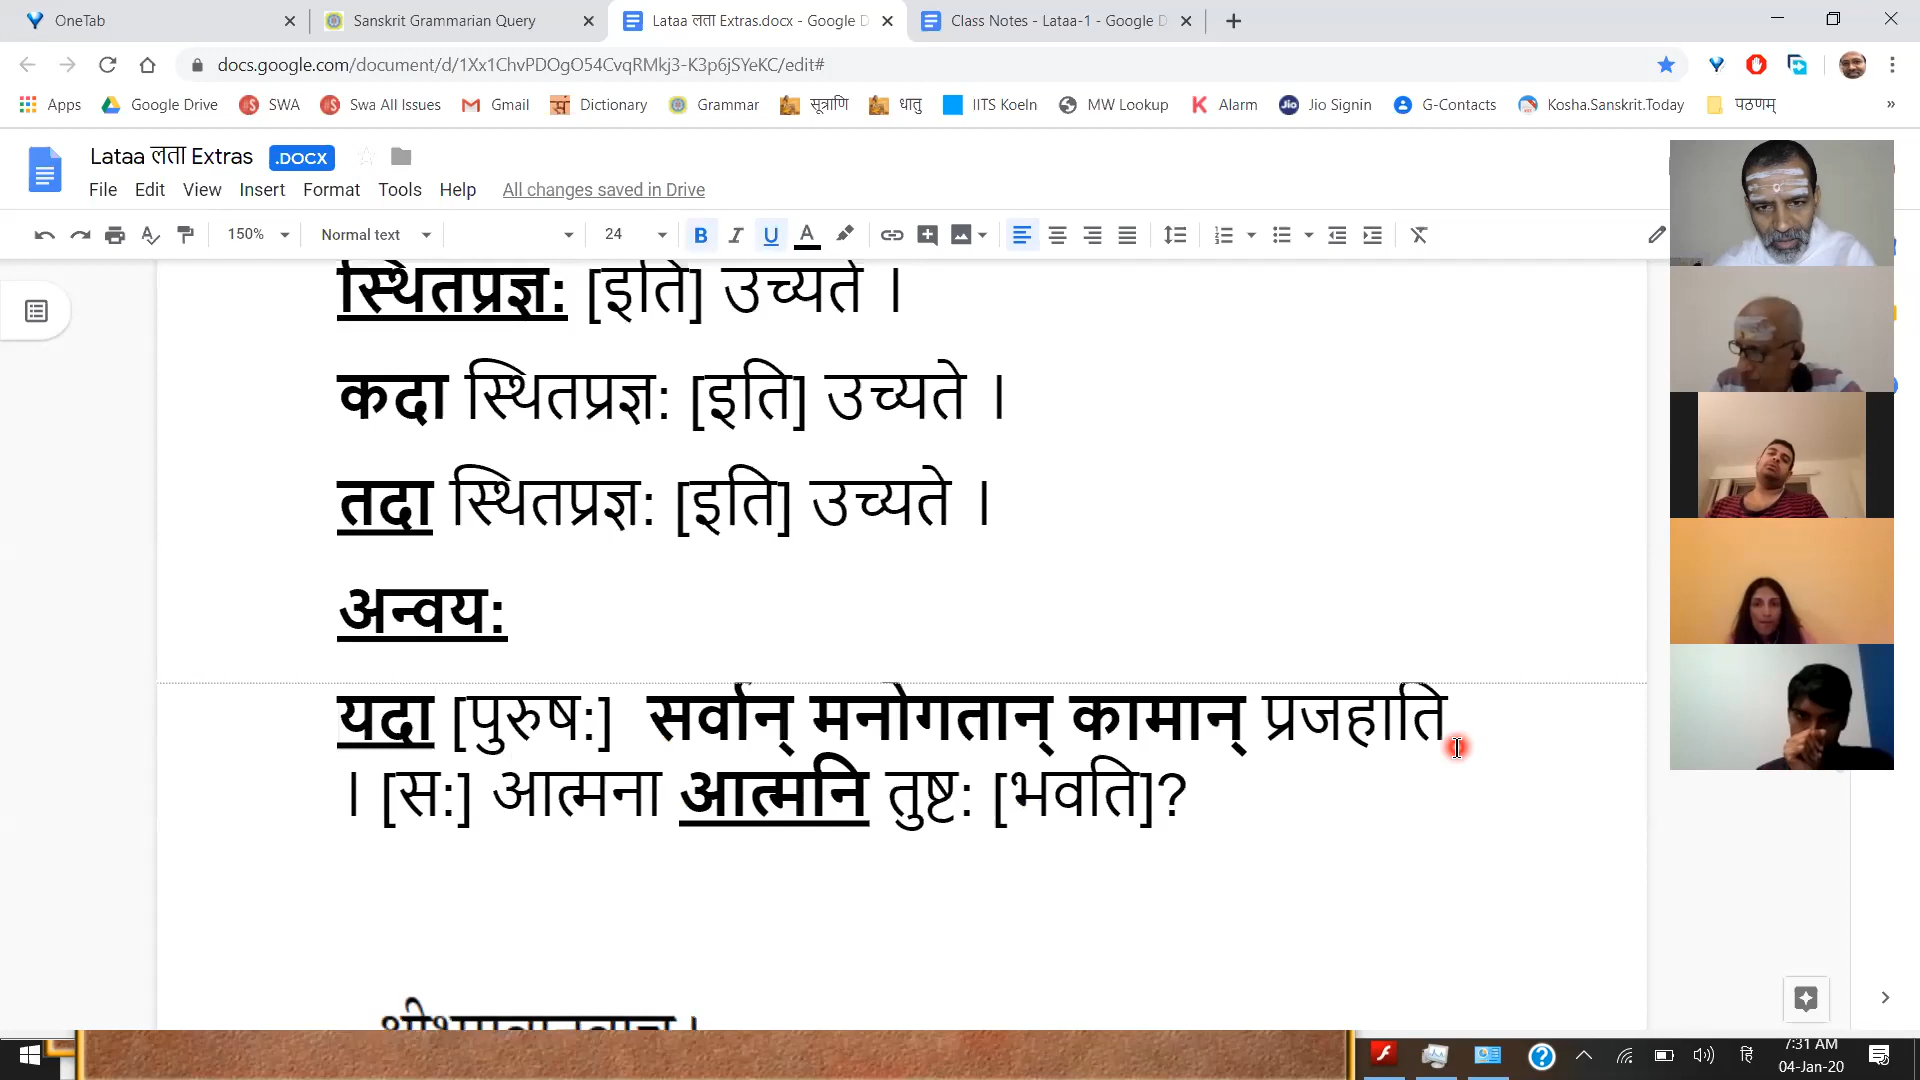 OneTab
Sanskrit Grammarian Query
Lataa लता Extras.docx - Google D
Class Notes - Lataa-1 - Google D
docs.google.com/document/d/1Xx1ChvPDOgO54CvqRMkj3-K3p6jSYeKC/edit#
Apps Google Drive SWA Swa All Issues Gmail Dictionary Grammar सूत्राणि धातु IITS Koeln MW Lookup Alarm Jio Signin G-Contacts Kosha.Sanskrit.Today पठणम् »
Lataa लता Extras .DOCX
File Edit View Insert Format Tools Help All changes saved in Drive
150% Normal text 24 B I U A
स्थितप्रज्ञ: [इति] उच्यते ।
कदा स्थितप्रज्ञ: [इति] उच्यते ।
तदा स्थितप्रज्ञ: [इति] उच्यते ।
अन्वय:
यदा [पुरुष:] सर्वान् मनोगतान् कामान् प्रजहाति
। [स:] आत्मना आत्मनि तुष्ट: [भवति]?
हि
7:31 AM
04-Jan-20